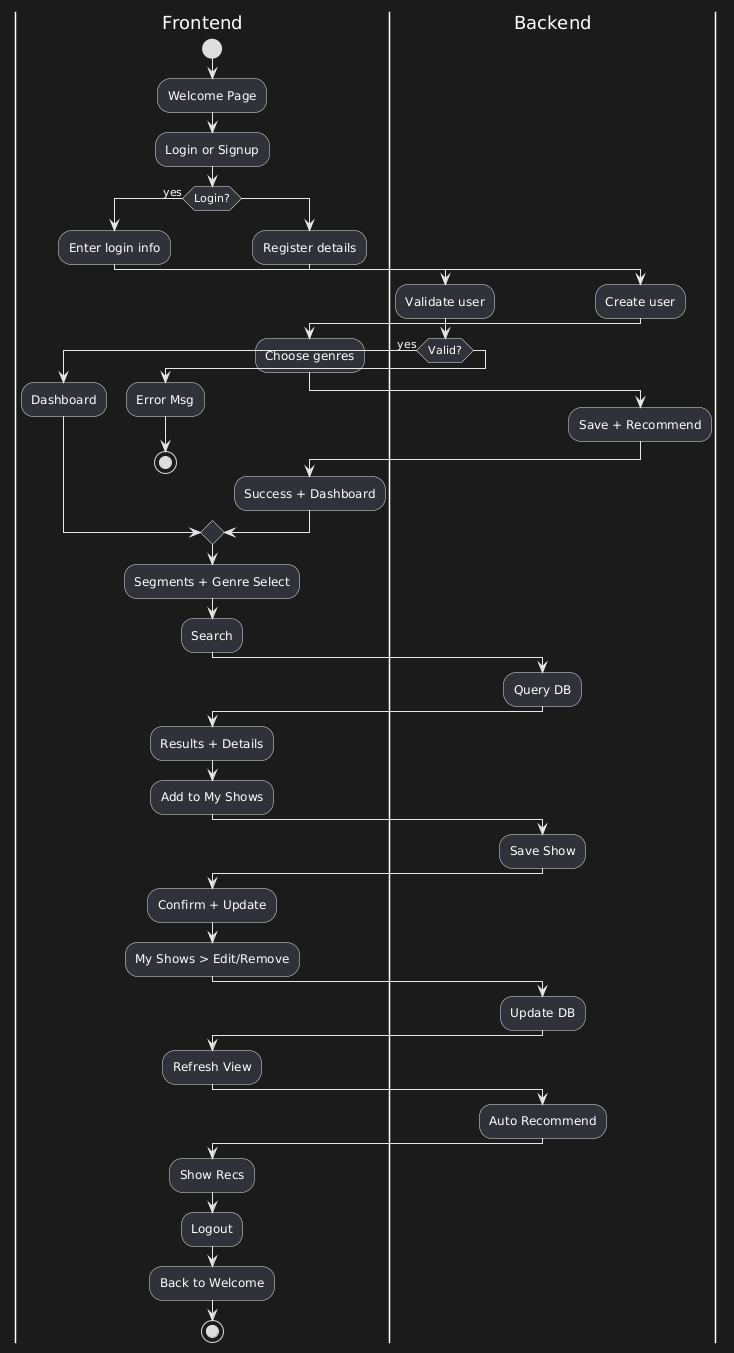 Frontend
Backend
Welcome Page
Login or Signup
yes
Login?
Enter login info
Register details
Validate user
Create user
Choose genres
yes
Valid?
Dashboard
Error Msg
Save + Recommend
Success + Dashboard
Segments + Genre Select
Search
Query DB
Results + Details
Add to My Shows
Save Show
Confirm + Update
My Shows > Edit/Remove
Update DB
Refresh View
Auto Recommend
Show Recs
Logout
Back to Welcome